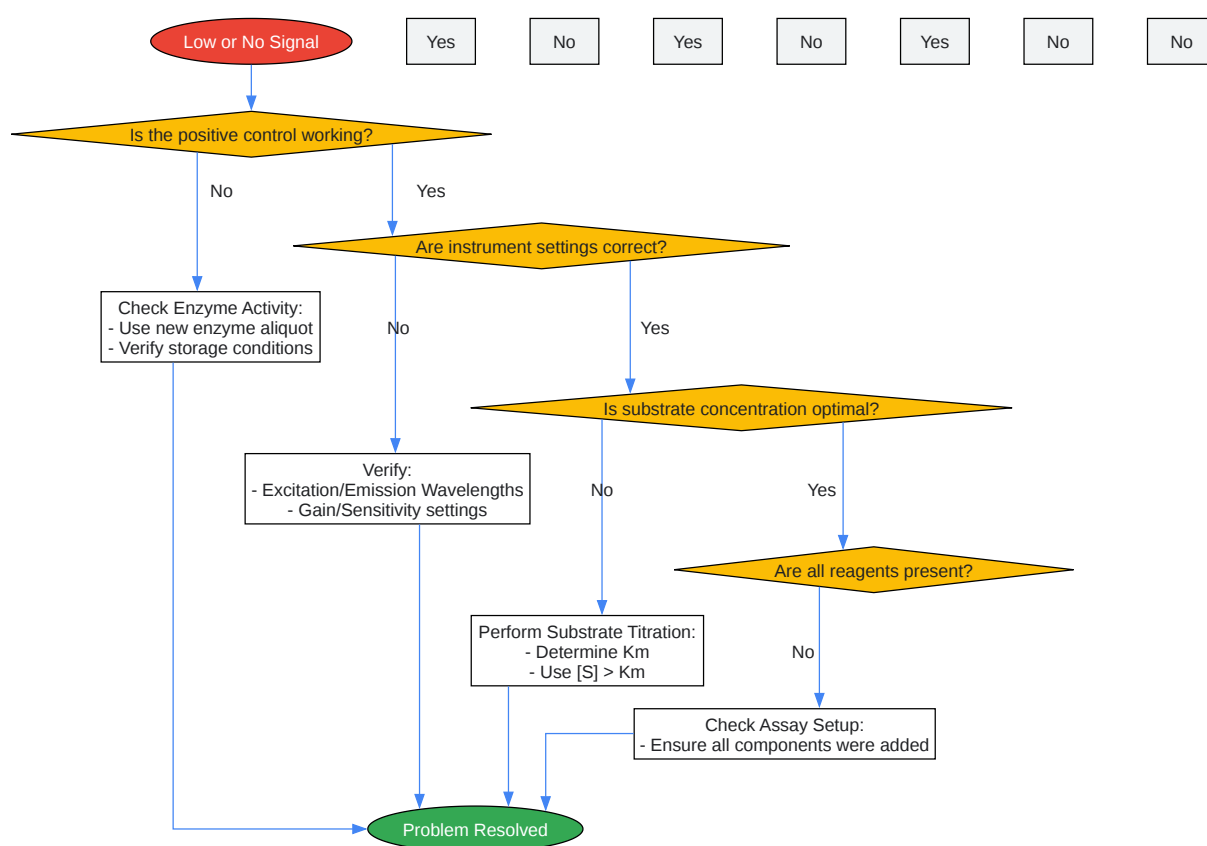 Low or No Signal
Yes
No
Yes
No
Yes
No
No
Is the positive control working?
No
Yes
Are instrument settings correct?
Check Enzyme Activity:
- Use new enzyme aliquot
- Verify storage conditions
No
Yes
Is substrate concentration optimal?
Verify:
- Excitation/Emission Wavelengths
- Gain/Sensitivity settings
No
Yes
Are all reagents present?
Perform Substrate Titration:
- Determine Km
- Use [S] > Km
No
Check Assay Setup:
- Ensure all components were added
Problem Resolved